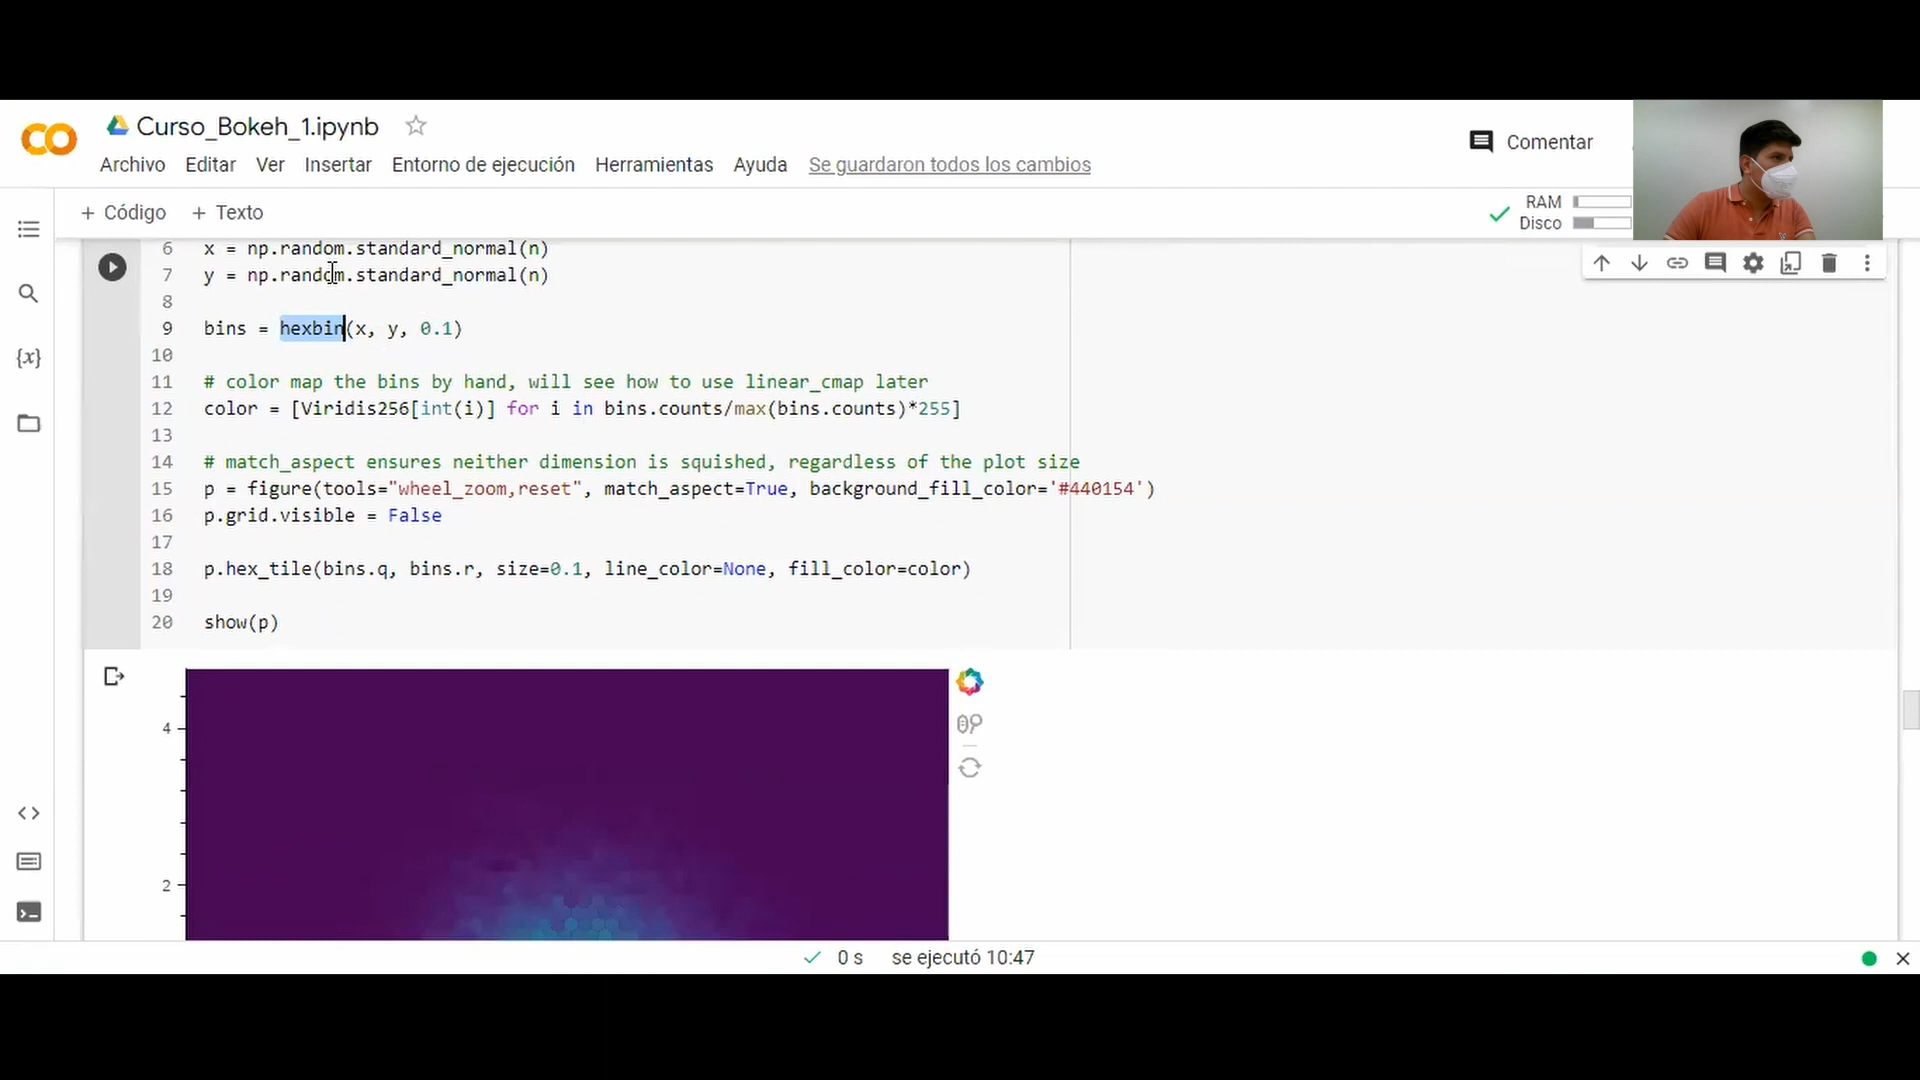 Curso_Bokeh_1.ipynb
Archivo Editar Ver Insertar Entorno de ejecución Herramientas Ayuda Se guardaron todos los cambios
Comentar
+ Código + Texto
RAM
Disco
6 x = np.random.standard_normal(n)
7 y = np.random.standard_normal(n)
8
9 bins = hexbin(x, y, 0.1)
10
11 # color map the bins by hand, will see how to use linear_cmap later
12 color = [Viridis256[int(i)] for i in bins.counts/max(bins.counts)*255]
13
14 # match_aspect ensures neither dimension is squished, regardless of the plot size
15 p = figure(tools="wheel_zoom,reset", match_aspect=True, background_fill_color='#440154')
16 p.grid.visible = False
17
18 p.hex_tile(bins.q, bins.r, size=0.1, line_color=None, fill_color=color)
19
20 show(p)
4
2
0 s se ejecutó 10:47